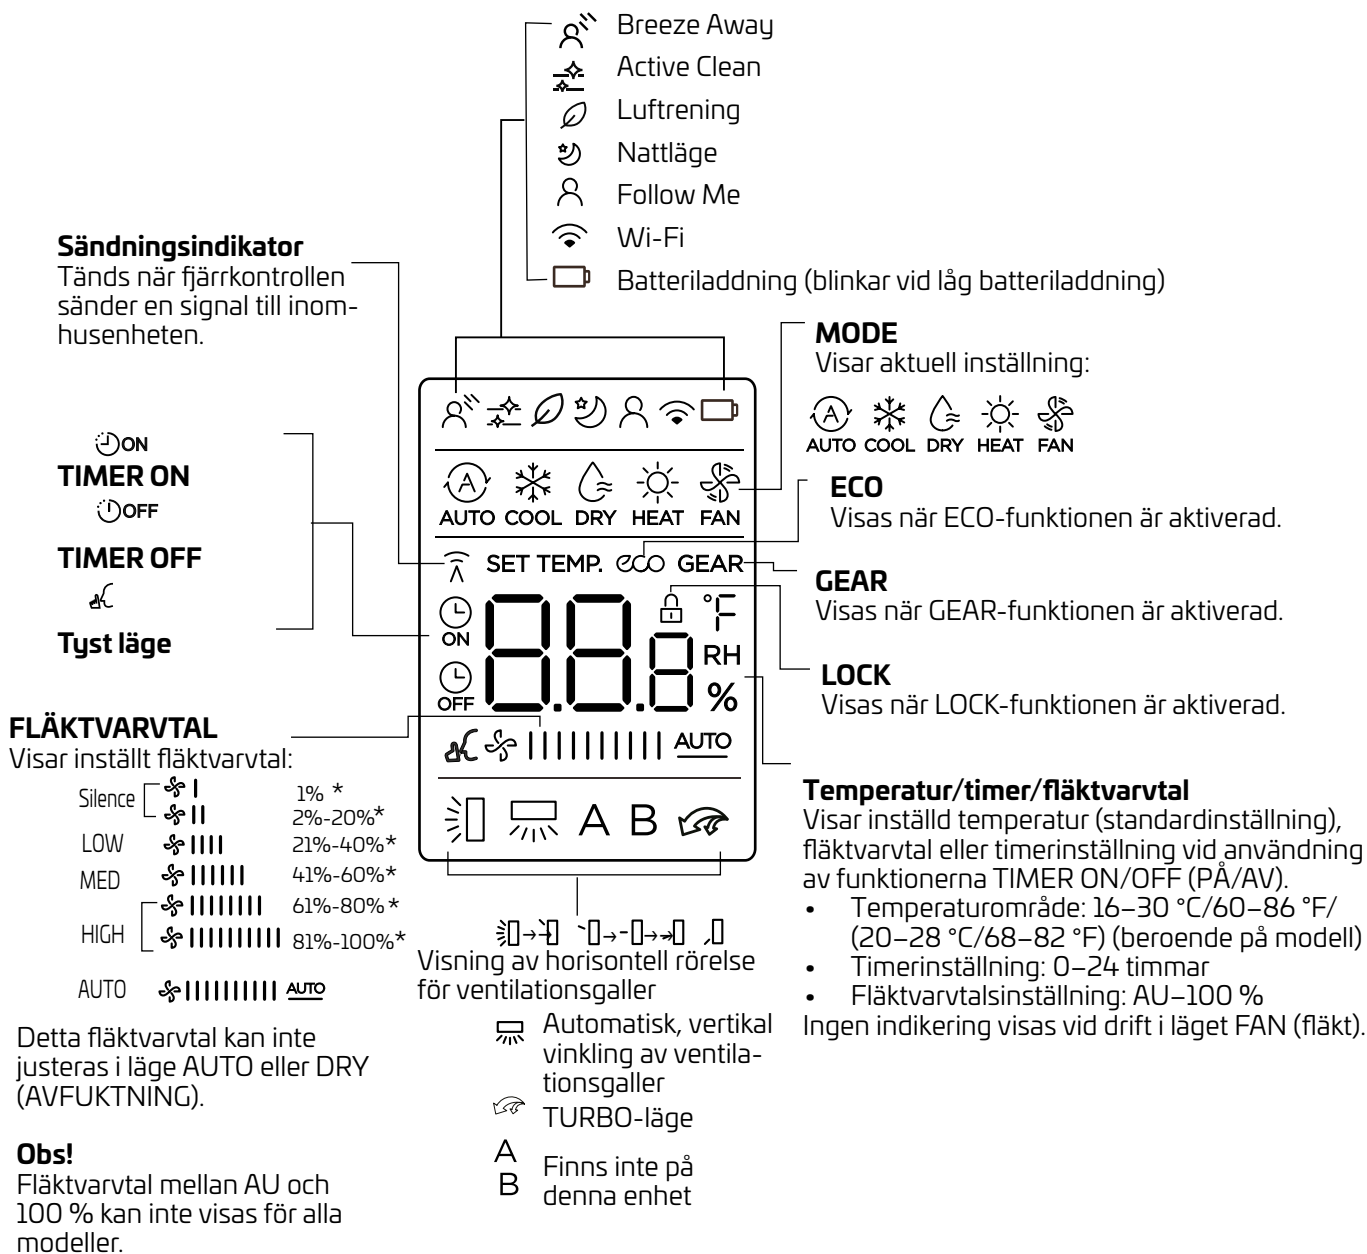 Breeze Away
Active Clean
Luftrening
Nattläge
Follow Me
Wi-Fi
Batteriladdning (blinkar vid låg batteriladdning)
Sändningsindikator
Tänds när fjärrkontrollen
sänder en signal till inom-
husenheten.
ON
TIMER ON
OFF
TIMER OFF
Tyst läge
MODE
Visar aktuell inställning:
A
AUTO COOL DRY HEAT FAN
ECO
Visas när ECO-funktionen är aktiverad.
GEAR
Visas när GEAR-funktionen är aktiverad.
LOCK
Visas när LOCK-funktionen är aktiverad.
A
AUTO COOL DRY HEAT FAN
SET TEMP. eco GEAR
ON
88.8 °F
RH
OFF
%
AUTO
A B
FLÄKTVARVTAL
Visar inställt fläktvarvtal:
Silence 1% *
2%-20%*
LOW 21%-40%*
MED 41%-60%*
HIGH 61%-80%*
81%-100%*
AUTO AUTO
Detta fläktvarvtal kan inte
justeras i läge AUTO eller DRY
(AVFUKTNING).
Obs!
Fläktvarvtal mellan AU och
100 % kan inte visas för alla
modeller.
Visning av horisontell rörelse
för ventilationsgaller
Automatisk, vertikal
vinkling av ventila-
tionsgaller
TURBO-läge
A
B
Finns inte på
denna enhet
Temperatur/timer/fläktvarvtal
Visar inställd temperatur (standardinställning),
fläktvarvtal eller timerinställning vid användning
av funktionerna TIMER ON/OFF (PÅ/AV).
• Temperaturområde: 16–30 °C/60–86 °F/
(20–28 °C/68–82 °F) (beroende på modell)
• Timerinställning: 0–24 timmar
• Fläktvarvtalsinställning: AU–100 %
Ingen indikering visas vid drift i läget FAN (fläkt).